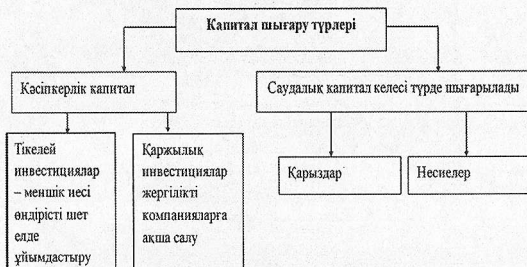 Капитал шығару түрлері
Кәсіпкерлік капитал
Саудалық капитал келесі түрде шығарылады
Тікелей
инвестициялар
– меншік иесі
өндірісті шет
елде
ұйымдастыру
Қаржылық
инвестициялар
жергілікті
компанияларға
ақша салу
Қарыздар
Несиелер